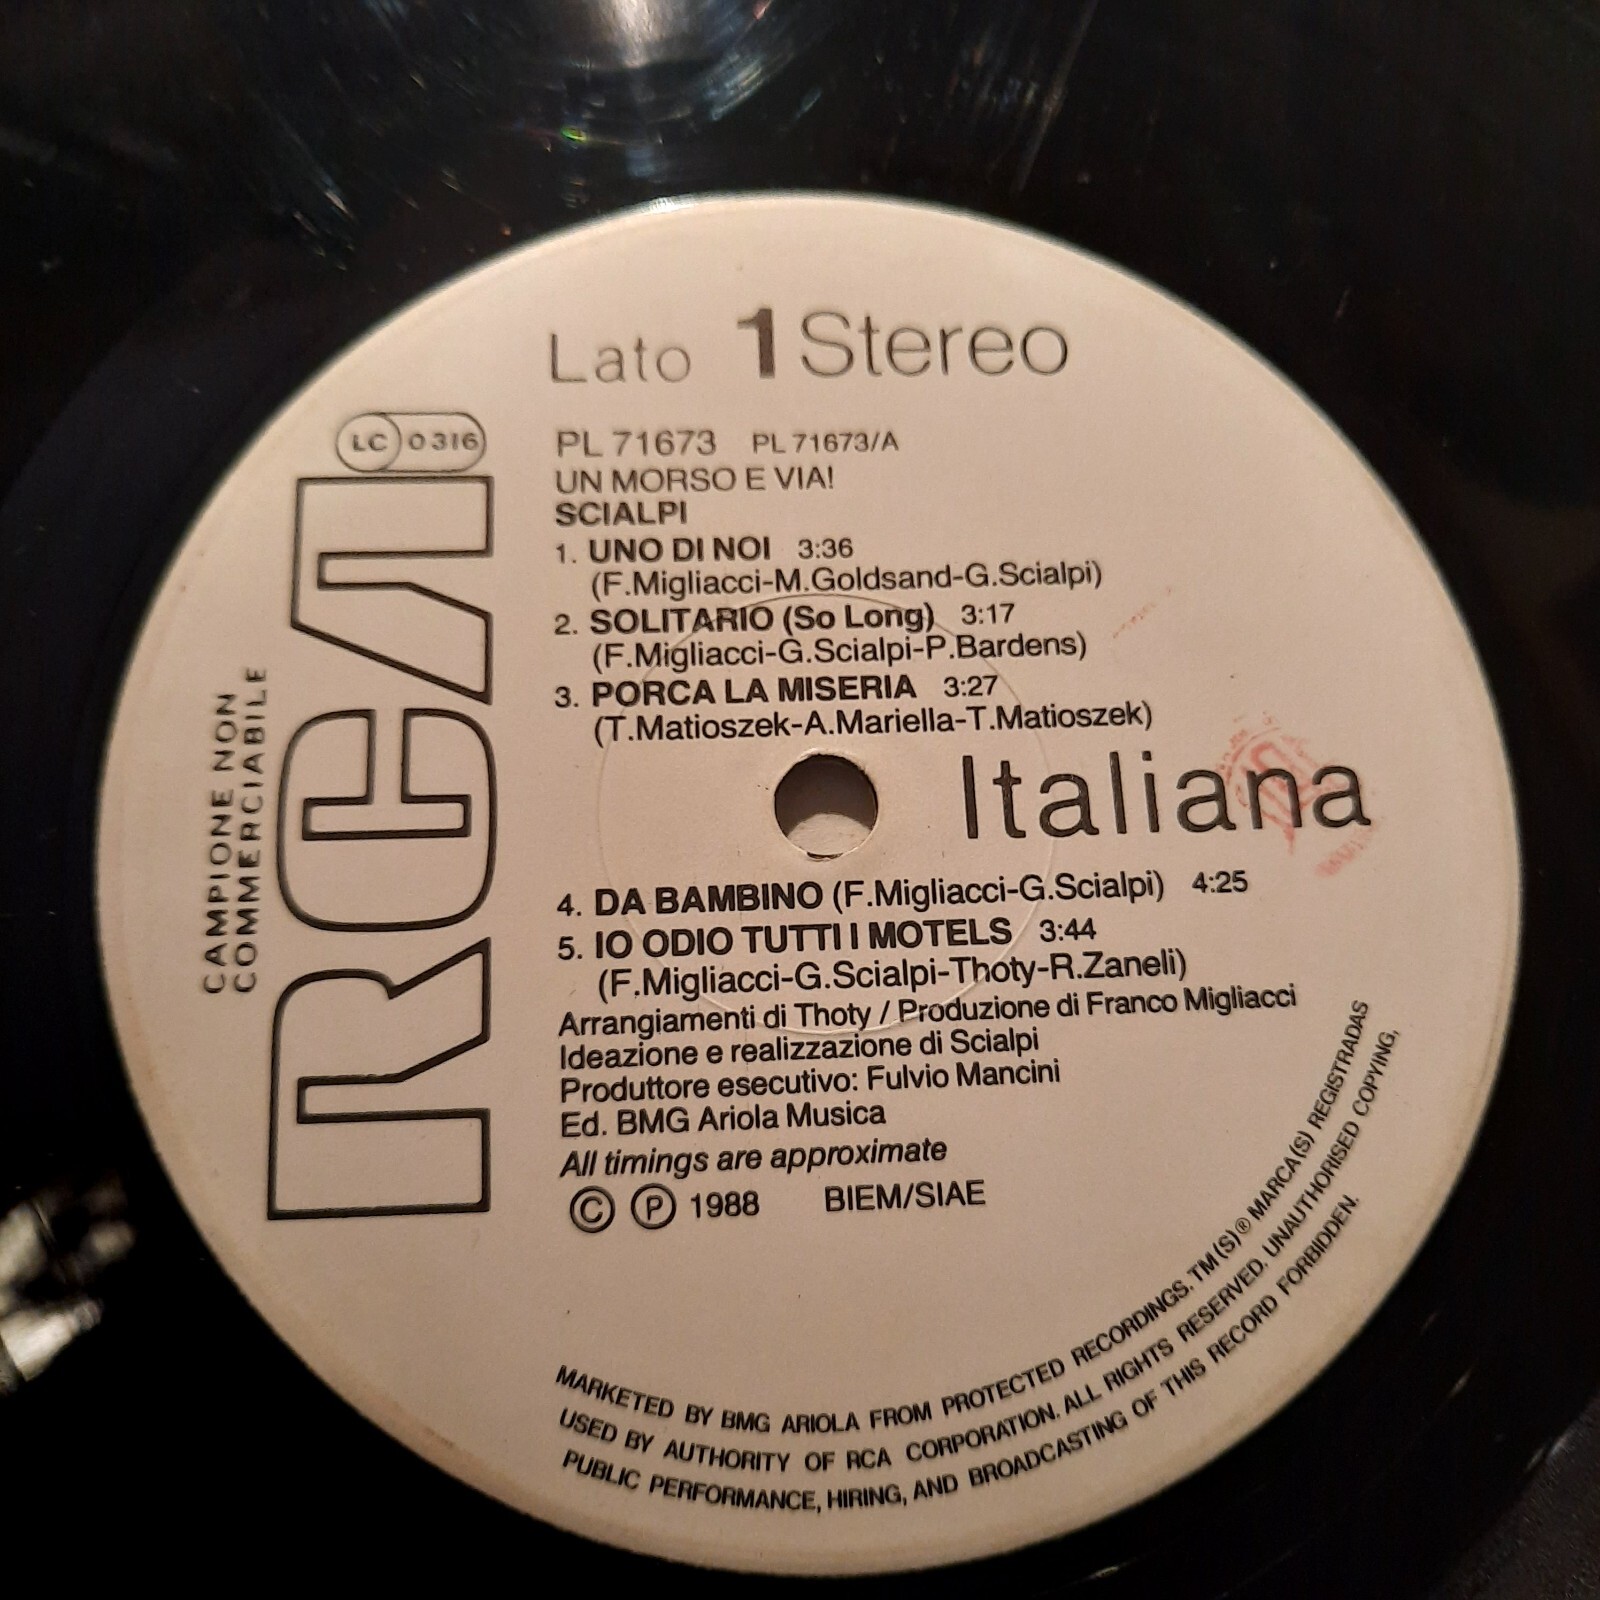 Lato 1 Stereo
LC 0316
PL 71673 PL 71673/A
UN MORSO E VIA!
SCIALPI
1. UNO DI NOI 3:36
(F.Migliacci-M.Goldsand-G.Scialpi)
2. SOLITARIO (So Long) 3:17
(F.Migliacci-G.Scialpi-P.Bardens)
3. PORCA LA MISERIA 3:27
(T.Matioszek-A.Mariella-T.Matioszek)
CAMPIONE NON
COMMERCIABILE
RCA
Italiana
4. DA BAMBINO (F.Migliacci-G.Scialpi) 4:25
5. IO ODIO TUTTI I MOTELS 3:44
(F.Migliacci-G.Scialpi-Thoty-R.Zaneli)
Arrangiamenti di Thoty / Produzione di Franco Migliacci
Ideazione e realizzazione di Scialpi
Produttore esecutivo: Fulvio Mancini
Ed. BMG Ariola Musica
All timings are approximate
© ℗ 1988 BIEM/SIAE
MARKETED BY BMG ARIOLA FROM PROTECTED RECORDINGS. TM(S)® MARCA(S) REGISTRADAS
USED BY AUTHORITY OF RCA CORPORATION. ALL RIGHTS RESERVED. UNAUTHORISED COPYING,
PUBLIC PERFORMANCE, HIRING, AND BROADCASTING OF THIS RECORD FORBIDDEN.